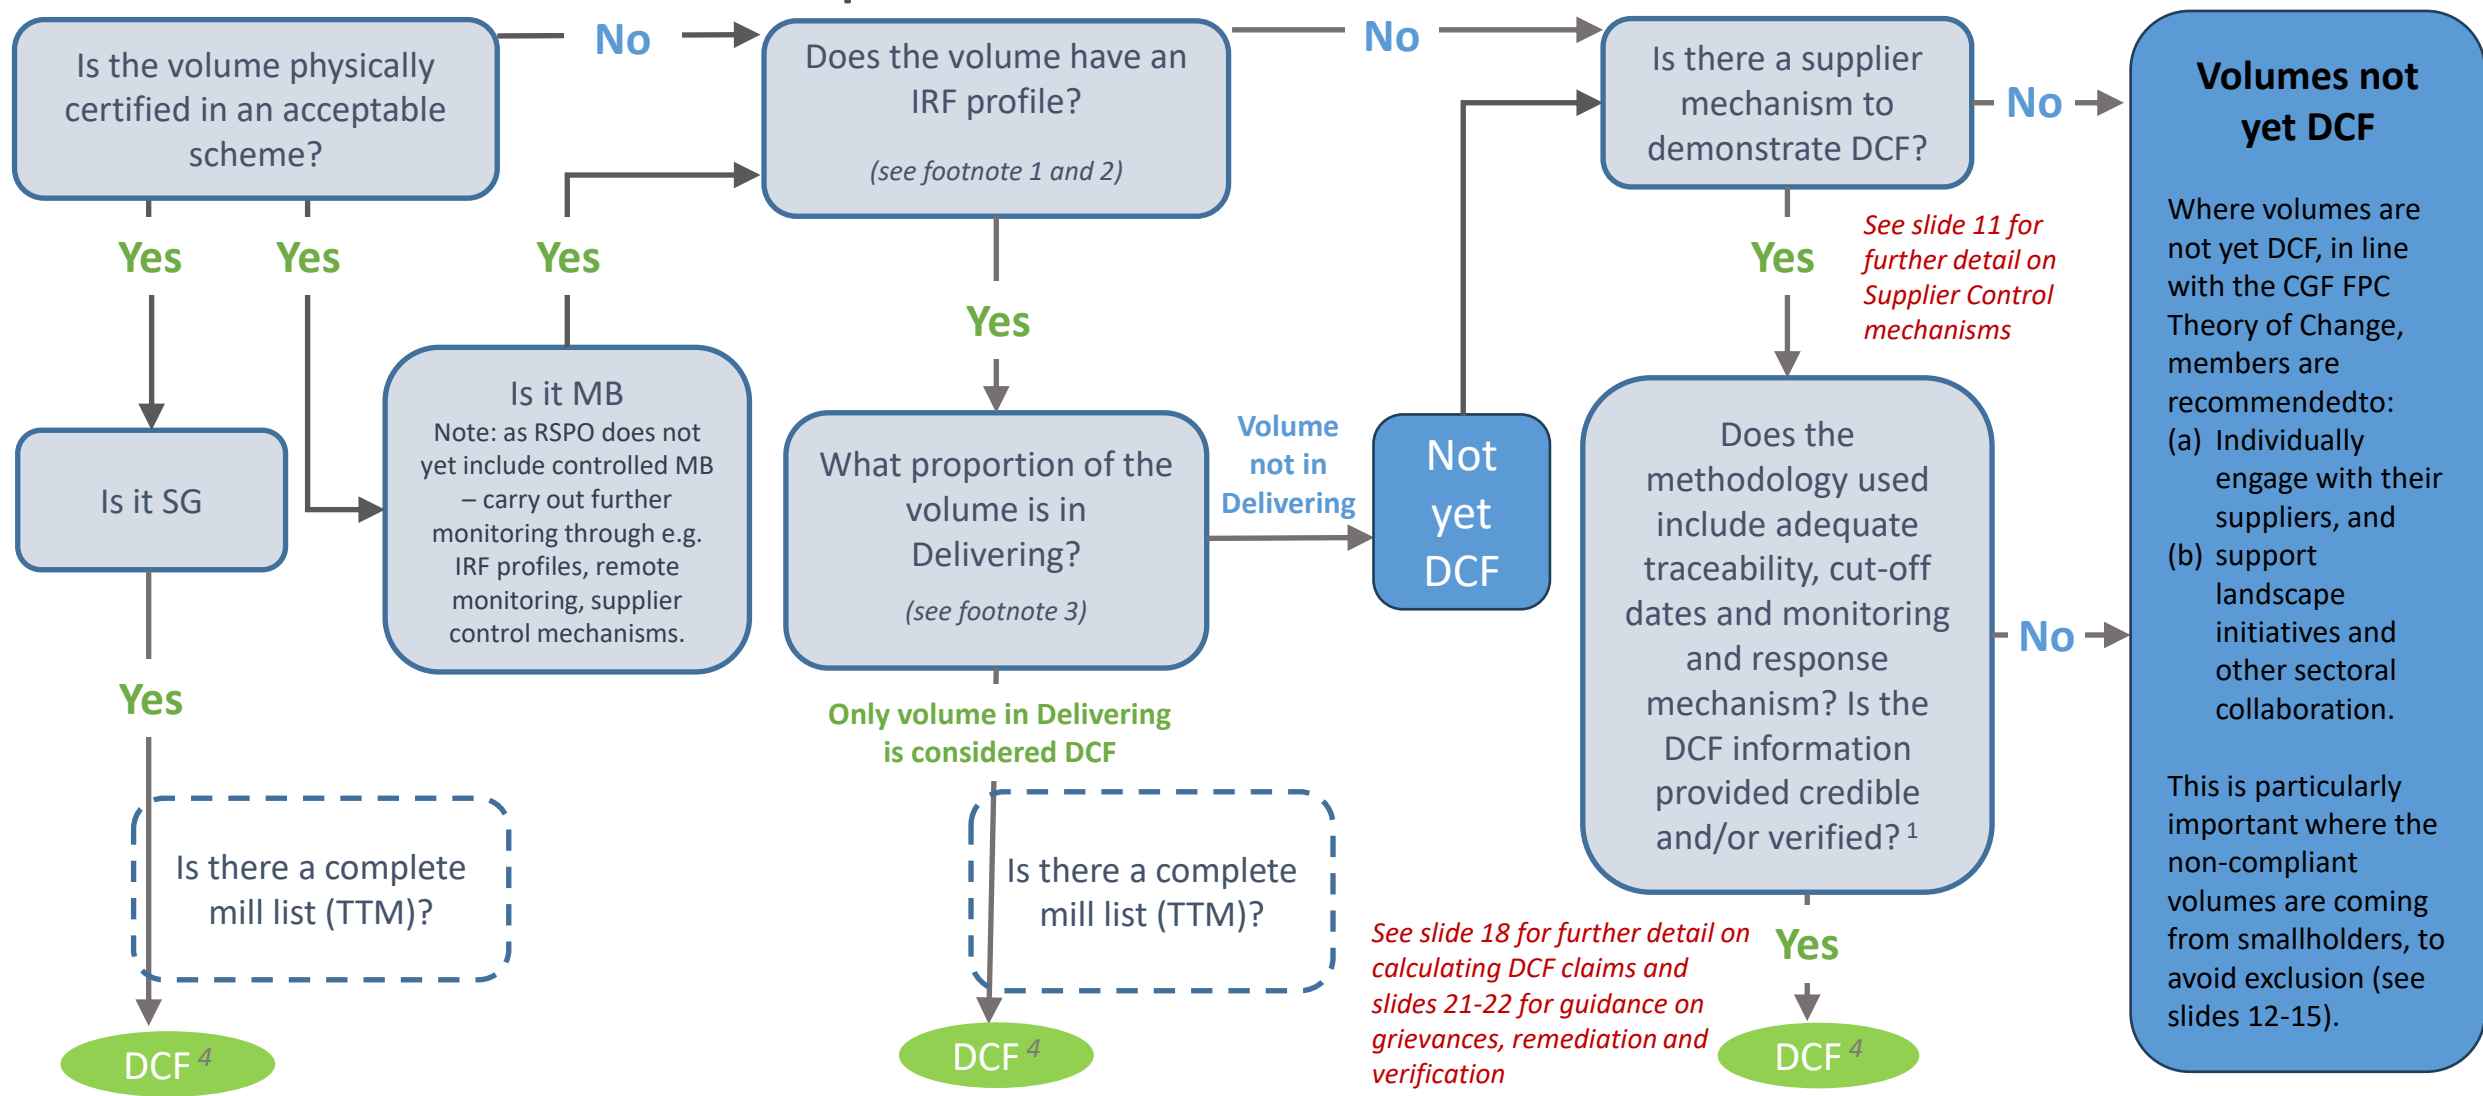 Is the volume physically
certified in an acceptable
scheme?
No
Does the volume have an
IRF profile?
(see footnote 1 and 2)
No
Is there a supplier
mechanism to
demonstrate DCF?
No
Yes
Yes
Yes
Yes
Yes
See slide 11 for
further detail on
Supplier Control
mechanisms
Is it SG
Is it MB
Note: as RSPO does not
yet include controlled MB
– carry out further
monitoring through e.g.
IRF profiles, remote
monitoring, supplier
control mechanisms.
What proportion of the
volume is in
Delivering?
(see footnote 3)
Volume
not in
Delivering
Not
yet
DCF
Does the
methodology used
include adequate
traceability, cut-off
dates and monitoring
and response
mechanism? Is the
DCF information
provided credible
and/or verified? 1
No
Yes
Only volume in Delivering
is considered DCF
Is there a complete
mill list (TTM)?
Is there a complete
mill list (TTM)?
See slide 18 for further detail on
calculating DCF claims and
slides 21-22 for guidance on
grievances, remediation and
verification
Yes
DCF 4
DCF 4
DCF 4
Volumes not
yet DCF
Where volumes are
not yet DCF, in line
with the CGF FPC
Theory of Change,
members are
recommendedto:
(a) Individually
engage with their
suppliers, and
(b) support
landscape
initiatives and
other sectoral
collaboration.
This is particularly
important where the
non-compliant
volumes are coming
from smallholders, to
avoid exclusion (see
slides 12-15).